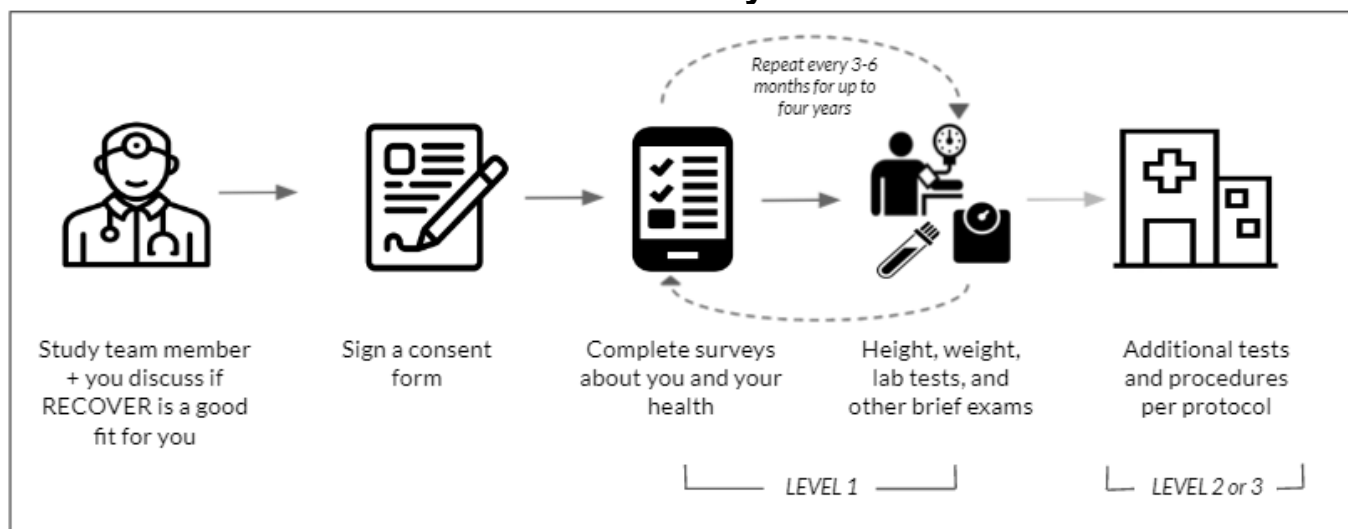 Repeat every 3-6
months for up to
four years
Study team member
+ you discuss if
RECOVER is a good
fit for you
Sign a consent
form
Complete surveys
about you and your
health
Height, weight,
lab tests, and
other brief exams
Additional tests
and procedures
per protocol
LEVEL 1
LEVEL 2 or 3